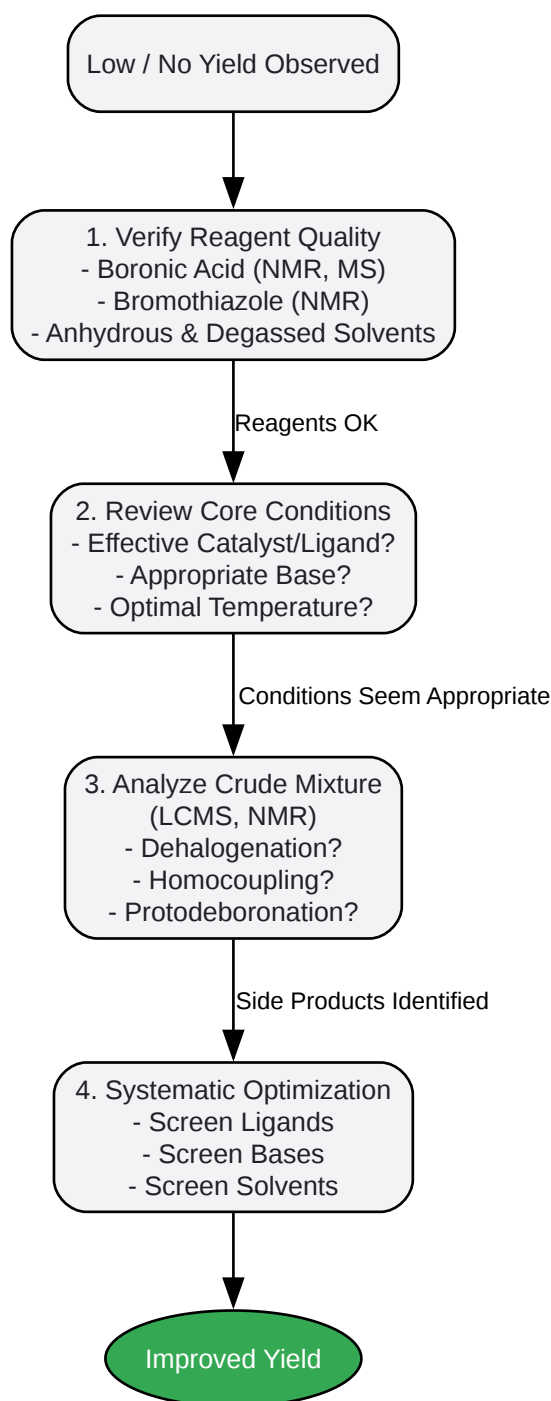 Low / No Yield Observed
1. Verify Reagent Quality
- Boronic Acid (NMR, MS)
- Bromothiazole (NMR)
- Anhydrous & Degassed Solvents
Reagents OK
2. Review Core Conditions
- Effective Catalyst/Ligand?
- Appropriate Base?
- Optimal Temperature?
Conditions Seem Appropriate
3. Analyze Crude Mixture
(LCMS, NMR)
- Dehalogenation?
- Homocoupling?
- Protodeboronation?
Side Products Identified
4. Systematic Optimization
- Screen Ligands
- Screen Bases
- Screen Solvents
Improved Yield